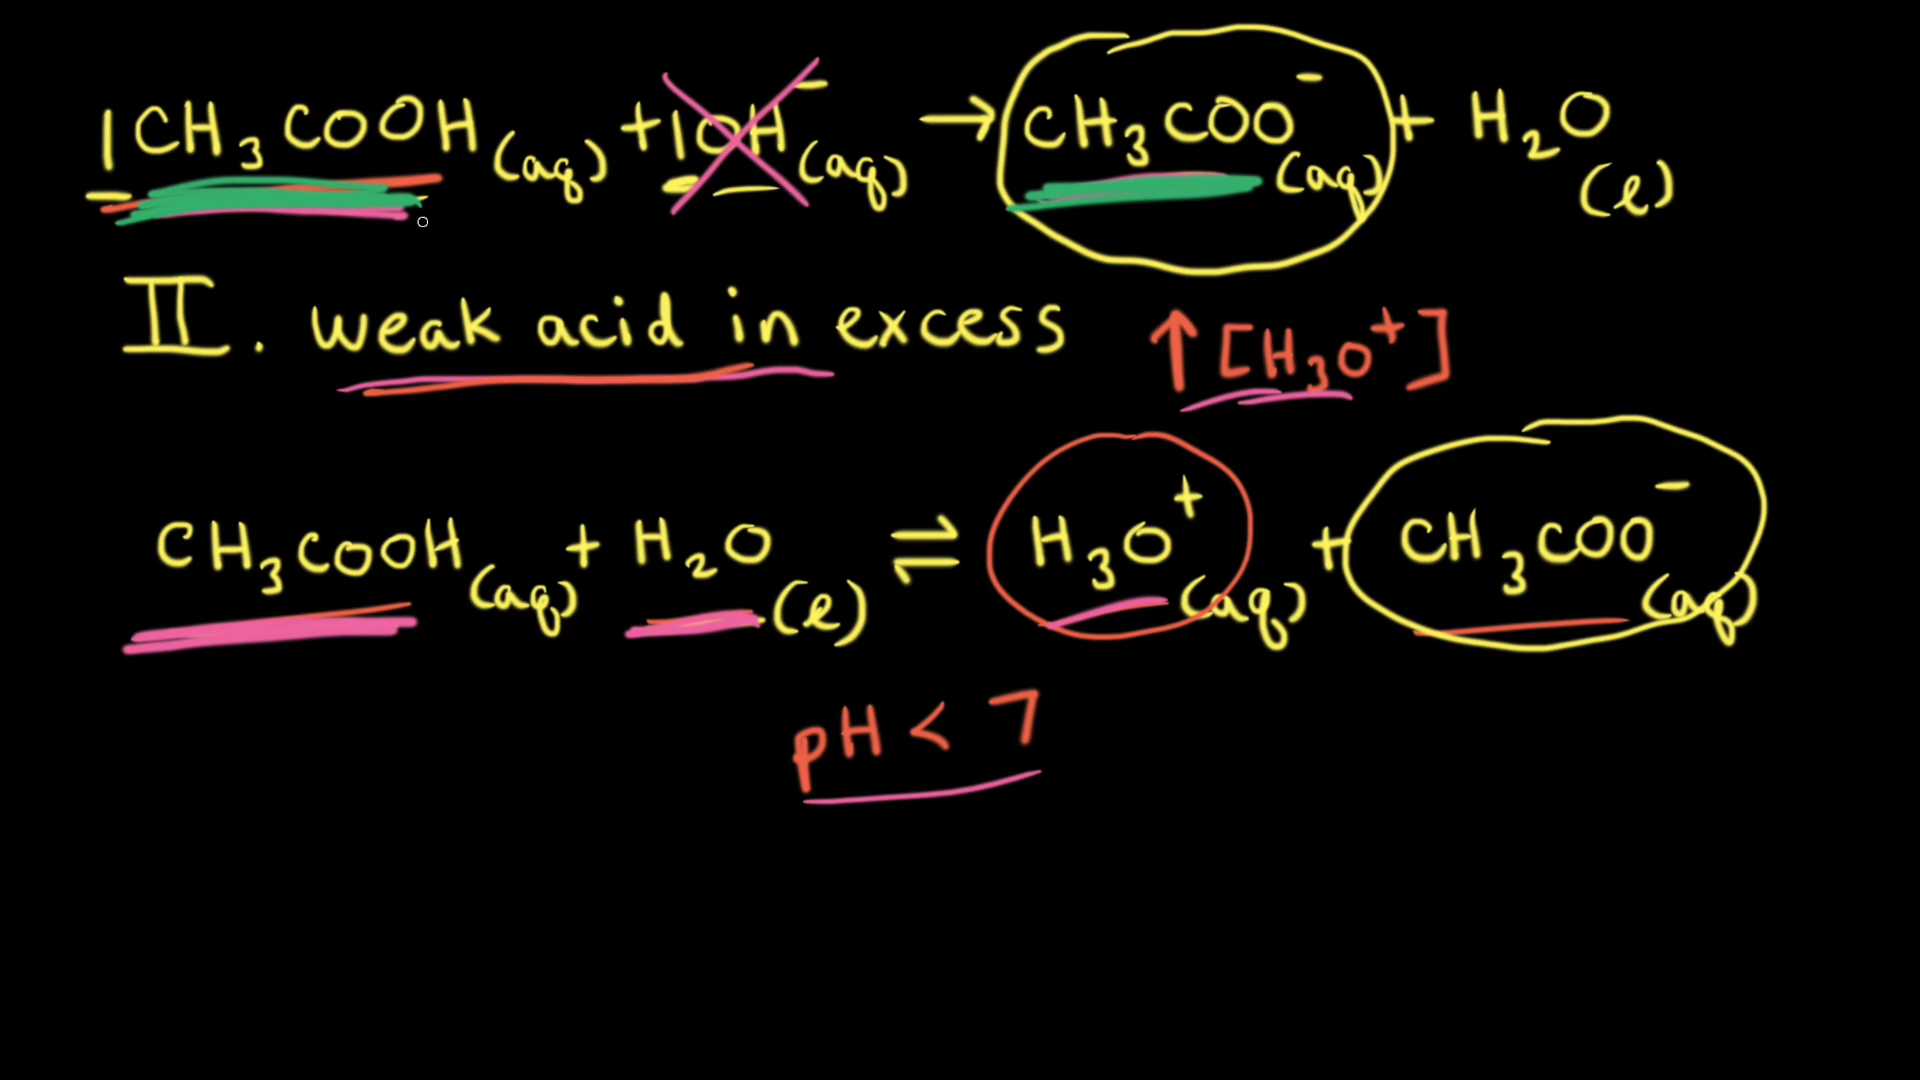 1CH₃COOH(aq) + 1OH⁻(aq) → CH₃COO⁻(aq) + H₂O(l)
II. weak acid in excess ↑[H₃O⁺]
CH₃COOH(aq) + H₂O(l) ⇌ H₃O⁺(aq) + CH₃COO⁻(aq)
pH < 7